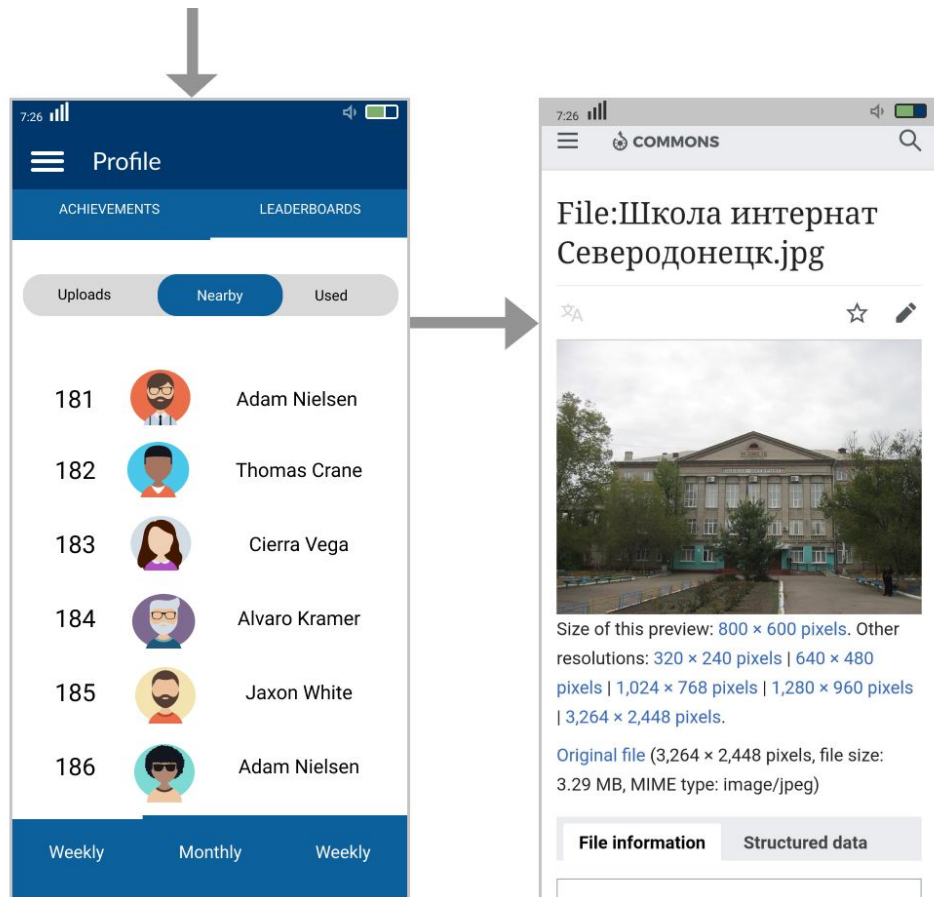 7:26
Profile
ACHIEVEMENTS LEADERBOARDS
Uploads Nearby Used
181 Adam Nielsen
182 Thomas Crane
183 Cierra Vega
184 Alvaro Kramer
185 Jaxon White
186 Adam Nielsen
Weekly Monthly Weekly
7:26
COMMONS
File:Школа интернат
Северодонецк.jpg
Size of this preview: 800 × 600 pixels. Other
resolutions: 320 × 240 pixels | 640 × 480
pixels | 1,024 × 768 pixels | 1,280 × 960 pixels
| 3,264 × 2,448 pixels.
Original file (3,264 × 2,448 pixels, file size:
3.29 MB, MIME type: image/jpeg)
File information Structured data